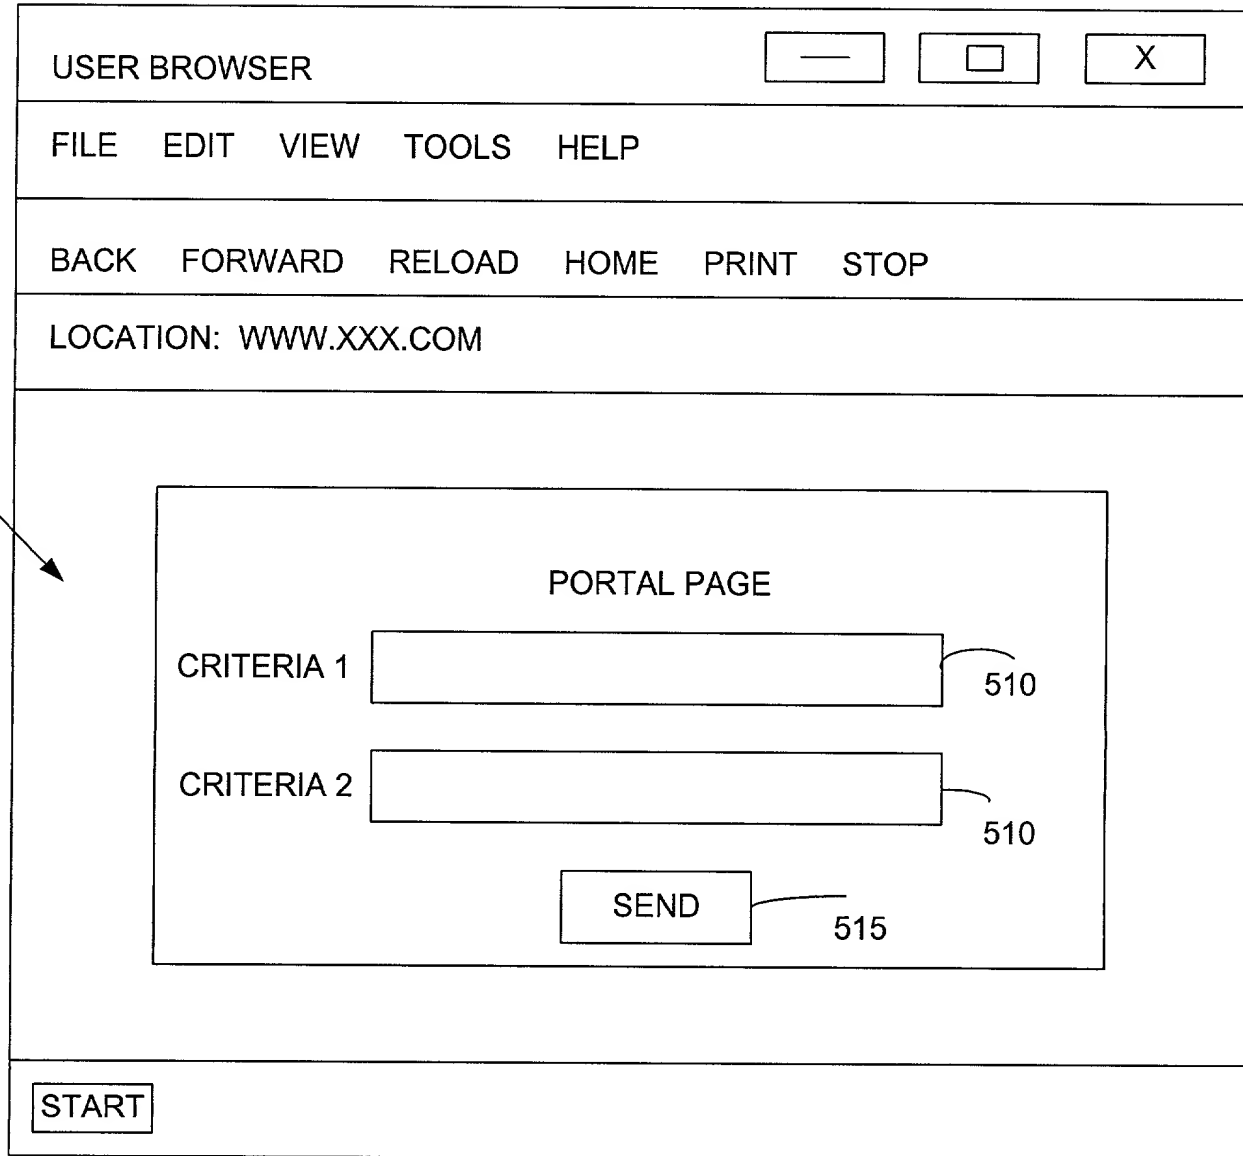 USER BROWSER X
FILE EDIT VIEW TOOLS HELP
BACK FORWARD RELOAD HOME PRINT STOP
LOCATION: WWW.XXX.COM
PORTAL PAGE
CRITERIA 1
510
CRITERIA 2
510
SEND
515
START